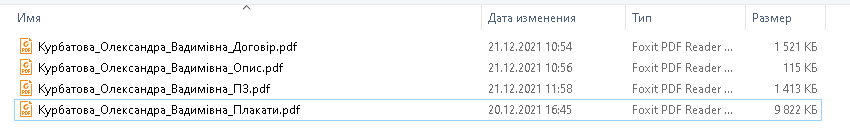 Имя Дата изменения Тип Размер
Курбатова_Олександра_Вадимівна_Договір.pdf 21.12.2021 10:54 Foxit PDF Reader ... 1 521 КБ
Курбатова_Олександра_Вадимівна_Опис.pdf 21.12.2021 10:56 Foxit PDF Reader ... 115 КБ
Курбатова_Олександра_Вадимівна_ПЗ.pdf 21.12.2021 11:58 Foxit PDF Reader ... 1 413 КБ
Курбатова_Олександра_Вадимівна_Плакати.pdf 20.12.2021 16:45 Foxit PDF Reader ... 9 822 КБ